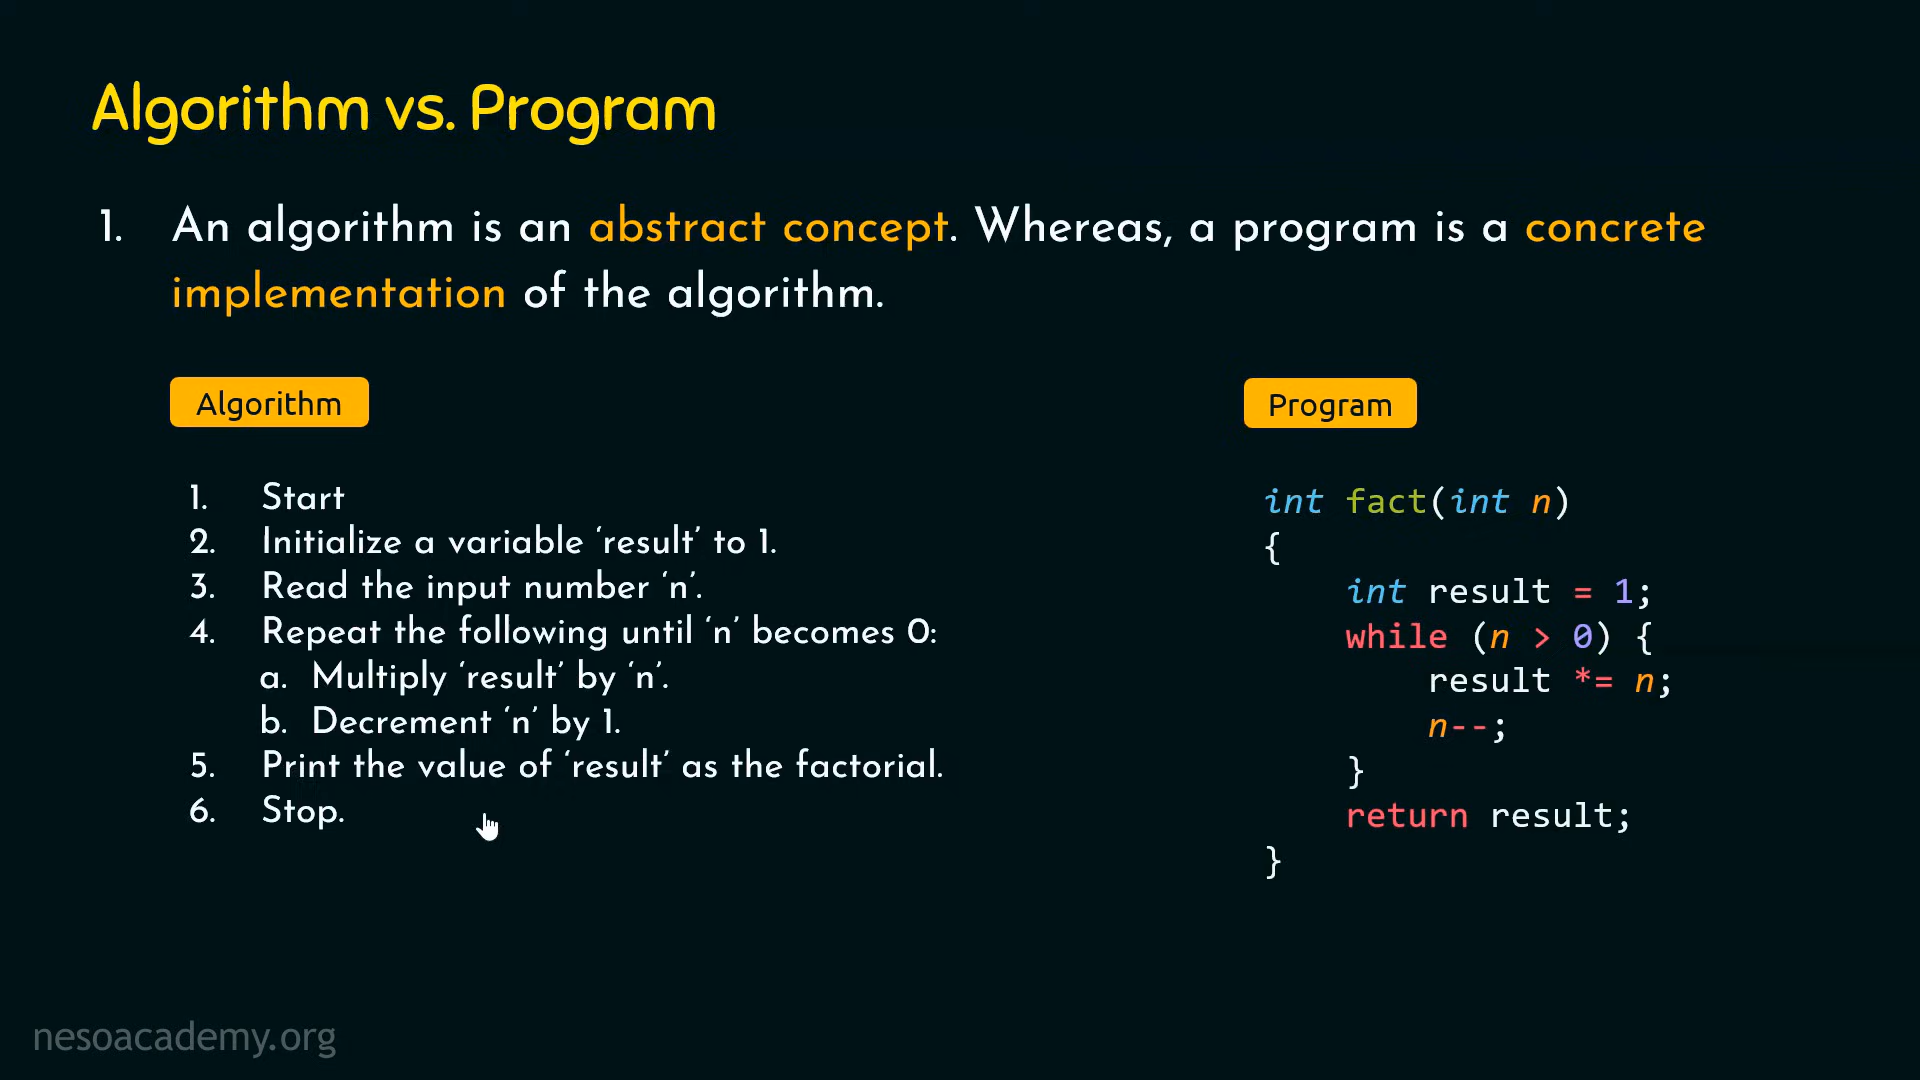 Algorithm vs. Program
1. An algorithm is an abstract concept. Whereas, a program is a concrete
implementation of the algorithm.
Algorithm
1. Start
2. Initialize a variable ‘result’ to 1.
3. Read the input number ‘n’.
4. Repeat the following until ‘n’ becomes 0:
a. Multiply ‘result’ by ‘n’.
b. Decrement ‘n’ by 1.
5. Print the value of ‘result’ as the factorial.
6. Stop.
Program
int fact(int n)
{
int result = 1;
while (n > 0) {
result *= n;
n--;
}
return result;
}
nesoacademy.org